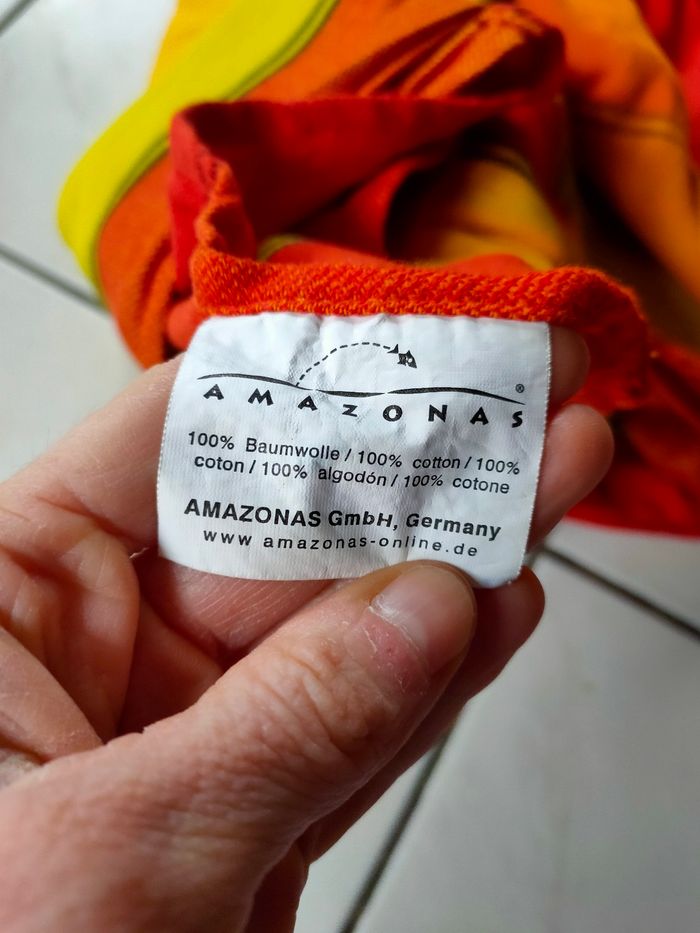 AMAZONAS®
100% Baumwolle / 100% cotton / 100%
coton / 100% algodón / 100% cotone
AMAZONAS GmbH, Germany
www amazonas-online.de